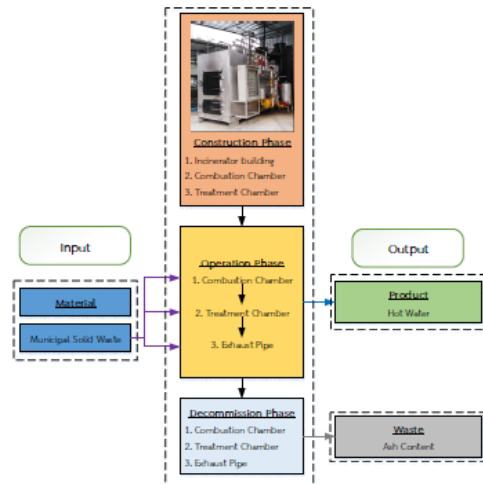 Construction Phase
1. Incinerator building
2. Combustion Chamber
3. Treatment Chamber
Input
Material
Municipal Solid Waste
Operation Phase
1. Combustion Chamber
2. Treatment Chamber
3. Exhaust Pipe
Output
Product
Hot Water
Decommission Phase
1. Combustion Chamber
2. Treatment Chamber
3. Exhaust Pipe
Waste
Ash Content